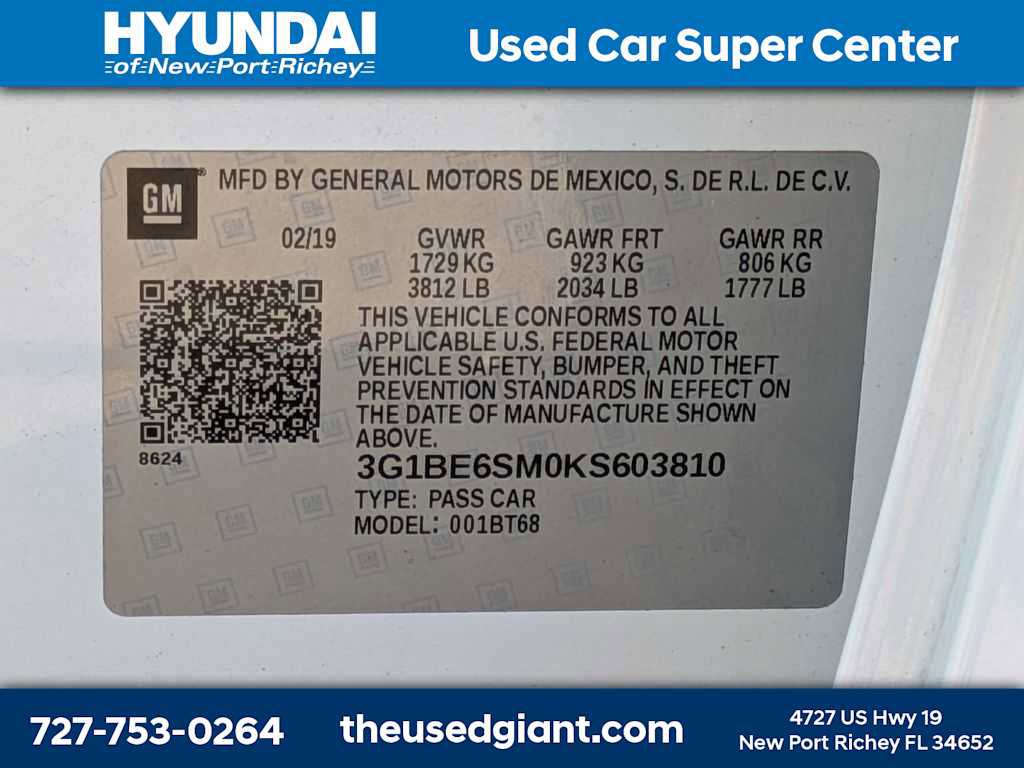 HYUNDAI
of New Port Richey
Used Car Super Center
GM
®
MFD BY GENERAL MOTORS DE MEXICO, S. DE R.L. DE C.V.
02/19 GVWR GAWR FRT GAWR RR
1729 KG 923 KG 806 KG
3812 LB 2034 LB 1777 LB
THIS VEHICLE CONFORMS TO ALL
APPLICABLE U.S. FEDERAL MOTOR
VEHICLE SAFETY, BUMPER, AND THEFT
PREVENTION STANDARDS IN EFFECT ON
THE DATE OF MANUFACTURE SHOWN
ABOVE.
8624
3G1BE6SM0KS603810
TYPE: PASS CAR
MODEL: 001BT68
727-753-0264
theusedgiant.com
4727 US Hwy 19
New Port Richey FL 34652